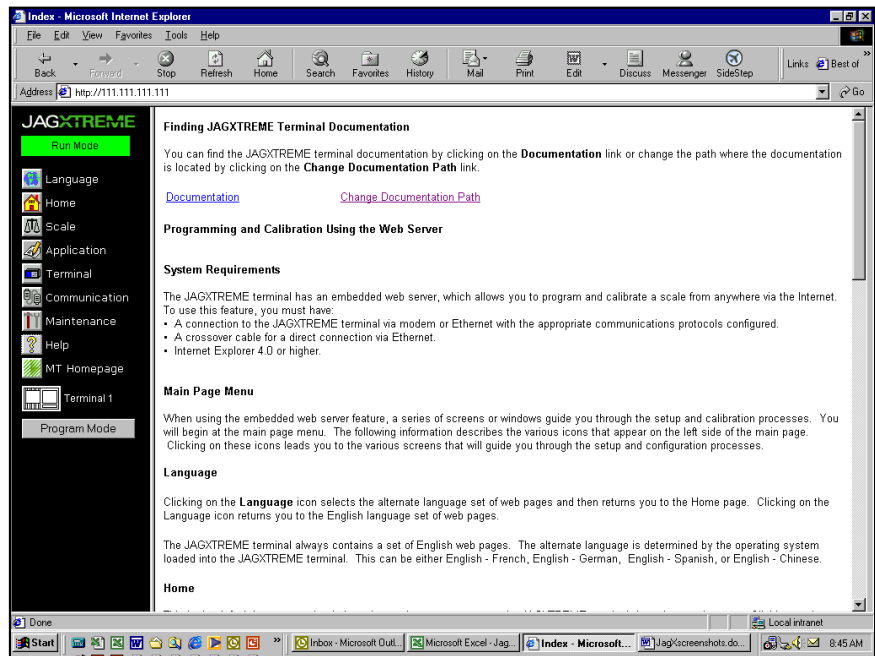 Index - Microsoft Internet Explorer
File Edit View Favorites Tools Help
Back Forward Stop Refresh Home Search Favorites History Mail Print Edit Discuss Messenger SideStep Links Best of
Address http://111.111.111.111 Go
JAGXTREME
Run Mode
Language
Home
Scale
Application
Terminal
Communication
Maintenance
Help
MT Homepage
Terminal 1
Program Mode
Finding JAGXTREME Terminal Documentation
You can find the JAGXTREME terminal documentation by clicking on the Documentation link or change the path where the documentation
is located by clicking on the Change Documentation Path link.
Documentation Change Documentation Path
Programming and Calibration Using the Web Server
System Requirements
The JAGXTREME terminal has an embedded web server, which allows you to program and calibrate a scale from anywhere via the Internet.
To use this feature, you must have:
• A connection to the JAGXTREME terminal via modem or Ethernet with the appropriate communications protocols configured.
• A crossover cable for a direct connection via Ethernet.
• Internet Explorer 4.0 or higher.
Main Page Menu
When using the embedded web server feature, a series of screens or windows guide you through the setup and calibration processes. You
will begin at the main page menu. The following information describes the various icons that appear on the left side of the main page.
Clicking on these icons leads you to the various screens that will guide you through the setup and configuration processes.
Language
Clicking on the Language icon selects the alternate language set of web pages and then returns you to the Home page. Clicking on the
Language icon returns you to the English language set of web pages.
The JAGXTREME terminal always contains a set of English web pages. The alternate language is determined by the operating system
loaded into the JAGXTREME terminal. This can be either English - French, English - German, English - Spanish, or English - Chinese.
Home
Done Local intranet
Start Inbox - Microsoft Outl... Microsoft Excel - Jag... Index - Microsoft... JagXscreenshots.do... 8:45 AM